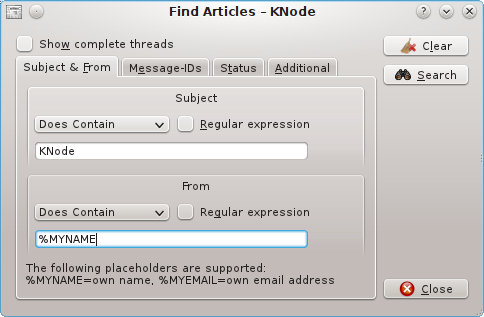 Find Articles – KNode
Show complete threads
Clear
Search
Subject & From
Message-IDs
Status
Additional
Subject
Does Contain
Regular expression
KNode
From
Does Contain
Regular expression
%MYNAME
The following placeholders are supported:
%MYNAME=own name, %MYEMAIL=own email address
Close